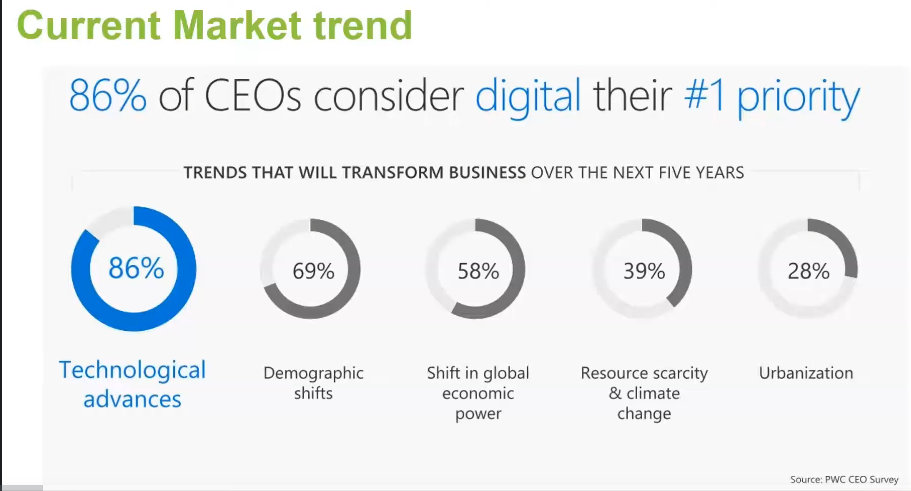 Current Market trend
86% of CEOs consider digital their #1 priority
TRENDS THAT WILL TRANSFORM BUSINESS OVER THE NEXT FIVE YEARS
86%
69%
58%
39%
28%
Technological
advances
Demographic
shifts
Shift in global
economic
power
Resource scarcity
& climate
change
Urbanization
Source: PWC CEO Survey